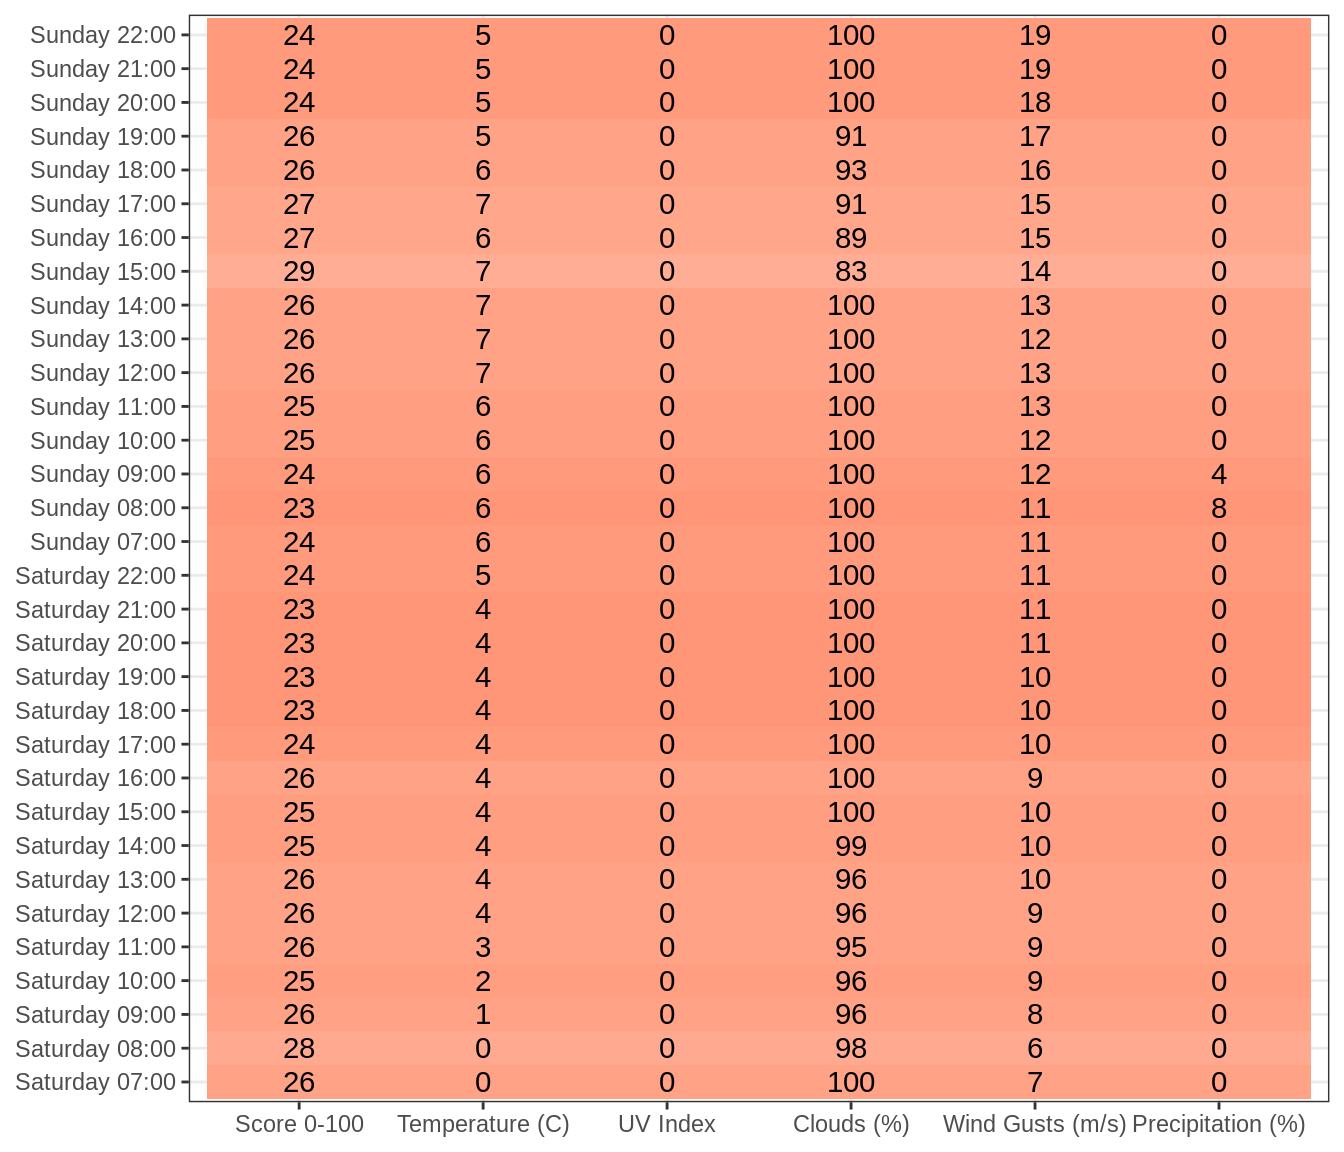 Sunday 22:00 24 5 0 100 19 0
Sunday 21:00 24 5 0 100 19 0
Sunday 20:00 24 5 0 100 18 0
Sunday 19:00 26 5 0 91 17 0
Sunday 18:00 26 6 0 93 16 0
Sunday 17:00 27 7 0 91 15 0
Sunday 16:00 27 6 0 89 15 0
Sunday 15:00 29 7 0 83 14 0
Sunday 14:00 26 7 0 100 13 0
Sunday 13:00 26 7 0 100 12 0
Sunday 12:00 26 7 0 100 13 0
Sunday 11:00 25 6 0 100 13 0
Sunday 10:00 25 6 0 100 12 0
Sunday 09:00 24 6 0 100 12 4
Sunday 08:00 23 6 0 100 11 8
Sunday 07:00 24 6 0 100 11 0
Saturday 22:00 24 5 0 100 11 0
Saturday 21:00 23 4 0 100 11 0
Saturday 20:00 23 4 0 100 11 0
Saturday 19:00 23 4 0 100 10 0
Saturday 18:00 23 4 0 100 10 0
Saturday 17:00 24 4 0 100 10 0
Saturday 16:00 26 4 0 100 9 0
Saturday 15:00 25 4 0 100 10 0
Saturday 14:00 25 4 0 99 10 0
Saturday 13:00 26 4 0 96 10 0
Saturday 12:00 26 4 0 96 9 0
Saturday 11:00 26 3 0 95 9 0
Saturday 10:00 25 2 0 96 9 0
Saturday 09:00 26 1 0 96 8 0
Saturday 08:00 28 0 0 98 6 0
Saturday 07:00 26 0 0 100 7 0
Score 0-100 Temperature (C) UV Index Clouds (%) Wind Gusts (m/s) Precipitation (%)